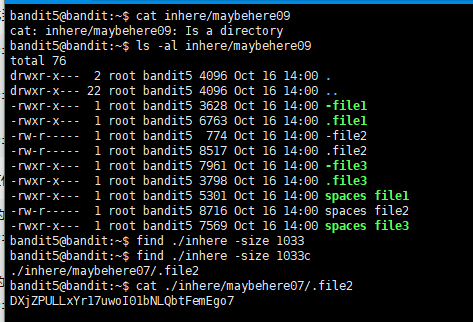 bandit5@bandit:~$ cat inhere/maybehere09
cat: inhere/maybehere09: Is a directory
bandit5@bandit:~$ ls -al inhere/maybehere09
total 76
drwxr-x---  2 root bandit5 4096 Oct 16 14:00 .
drwxr-x--- 22 root bandit5 4096 Oct 16 14:00 ..
-rwxr-x---  1 root bandit5 3628 Oct 16 14:00 -file1
-rwxr-x---  1 root bandit5 6763 Oct 16 14:00 .file1
-rw-r-----  1 root bandit5  774 Oct 16 14:00 -file2
-rw-r-----  1 root bandit5 8517 Oct 16 14:00 .file2
-rwxr-x---  1 root bandit5 7961 Oct 16 14:00 -file3
-rwxr-x---  1 root bandit5 3798 Oct 16 14:00 .file3
-rwxr-x---  1 root bandit5 5301 Oct 16 14:00 spaces file1
-rw-r-----  1 root bandit5 8716 Oct 16 14:00 spaces file2
-rwxr-x---  1 root bandit5 7569 Oct 16 14:00 spaces file3
bandit5@bandit:~$ find ./inhere -size 1033
bandit5@bandit:~$ find ./inhere -size 1033c
./inhere/maybehere07/.file2
bandit5@bandit:~$ cat ./inhere/maybehere07/.file2
DXjZPULLxYr17uwoI01bNLQbtFemEgo7